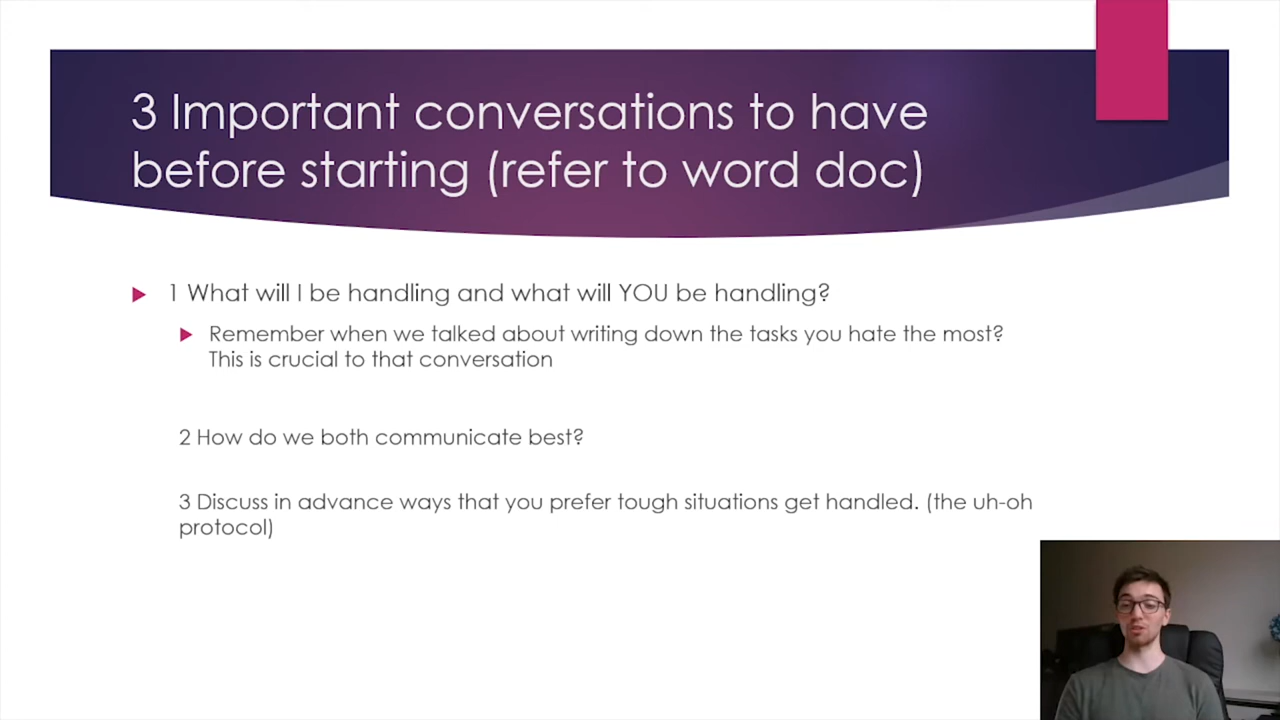 3 Important conversations to have
before starting (refer to word doc)
1 What will I be handling and what will YOU be handling?
Remember when we talked about writing down the tasks you hate the most?
This is crucial to that conversation
2 How do we both communicate best?
3 Discuss in advance ways that you prefer tough situations get handled. (the uh-oh
protocol)